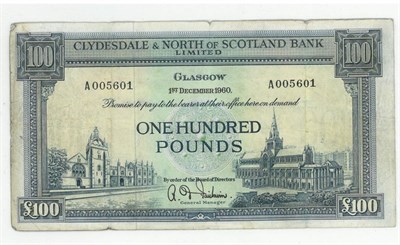 100 CLYDESDALE & NORTH OF SCOTLAND BANK 100
LIMITED
GLASGOW
A005601 1ST DECEMBER 1960. A005601
Promise to pay to the bearer at their office here on demand
ONE HUNDRED
POUNDS
By order of the Board of Directors
General Manager
£100 £100